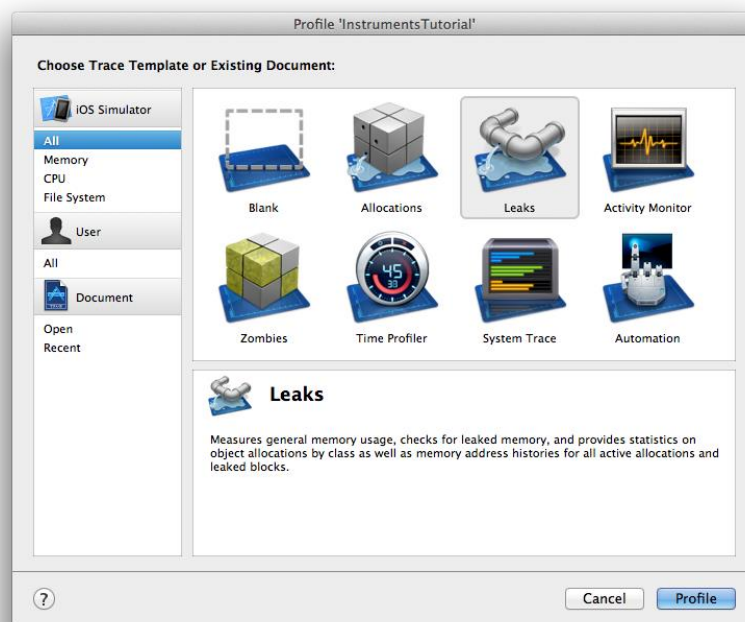 Profile 'InstrumentsTutorial'
Choose Trace Template or Existing Document:
iOS Simulator
All
Memory
CPU
File System
User
All
Document
Open
Recent
Blank
Allocations
Leaks
Activity Monitor
45
33
Zombies
Time Profiler
System Trace
Automation
Leaks
Measures general memory usage, checks for leaked memory, and provides statistics on
object allocations by class as well as memory address histories for all active allocations and
leaked blocks.
?
Cancel
Profile